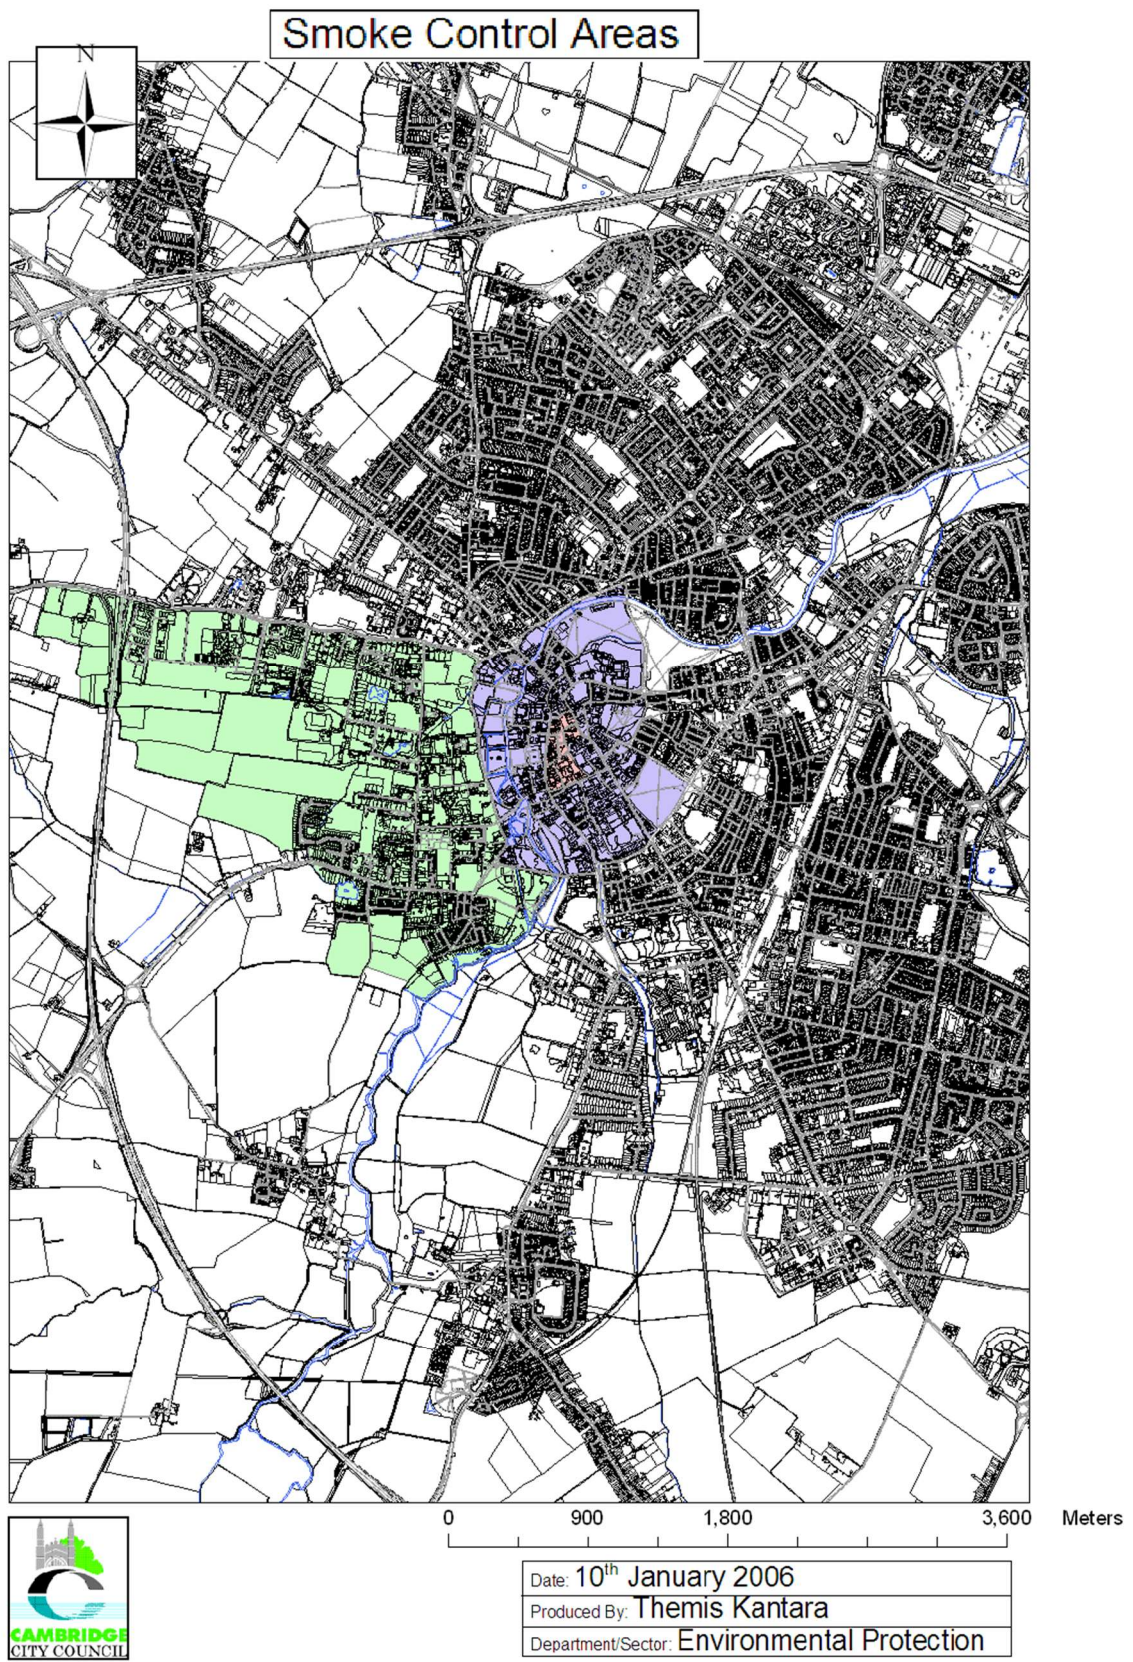 Smoke Control Areas
N
0 900 1,800 3,600 Meters
Date: 10th January 2006
Produced By: Themis Kantara
Department/Sector: Environmental Protection
CAMBRIDGE
CITY COUNCIL